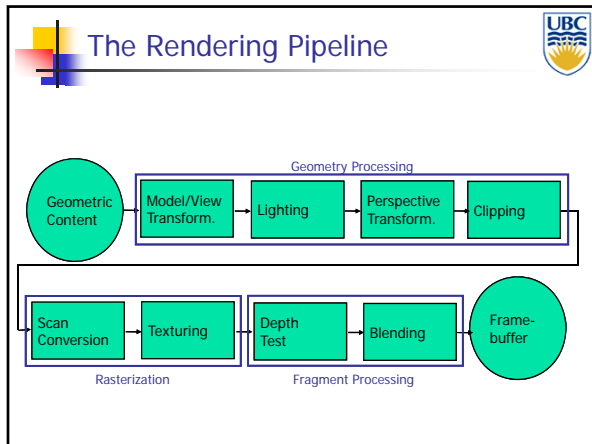 The Rendering Pipeline
UBC
Geometry Processing
Geometric
Content
Model/View
Transform.
Lighting
Perspective
Transform.
Clipping
Scan
Conversion
Texturing
Depth
Test
Blending
Frame-
buffer
Rasterization
Fragment Processing